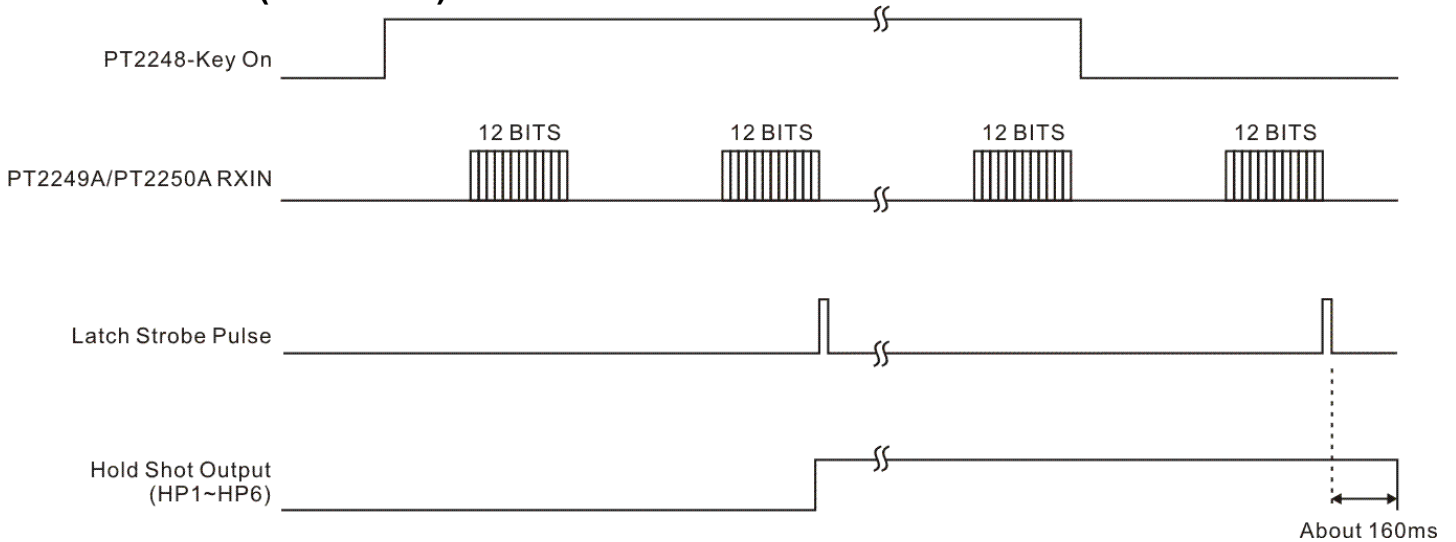 PT2248-Key On
12 BITS 12 BITS 12 BITS 12 BITS
PT2249A/PT2250A RXIN
Latch Strobe Pulse
Hold Shot Output
(HP1~HP6)
About 160ms